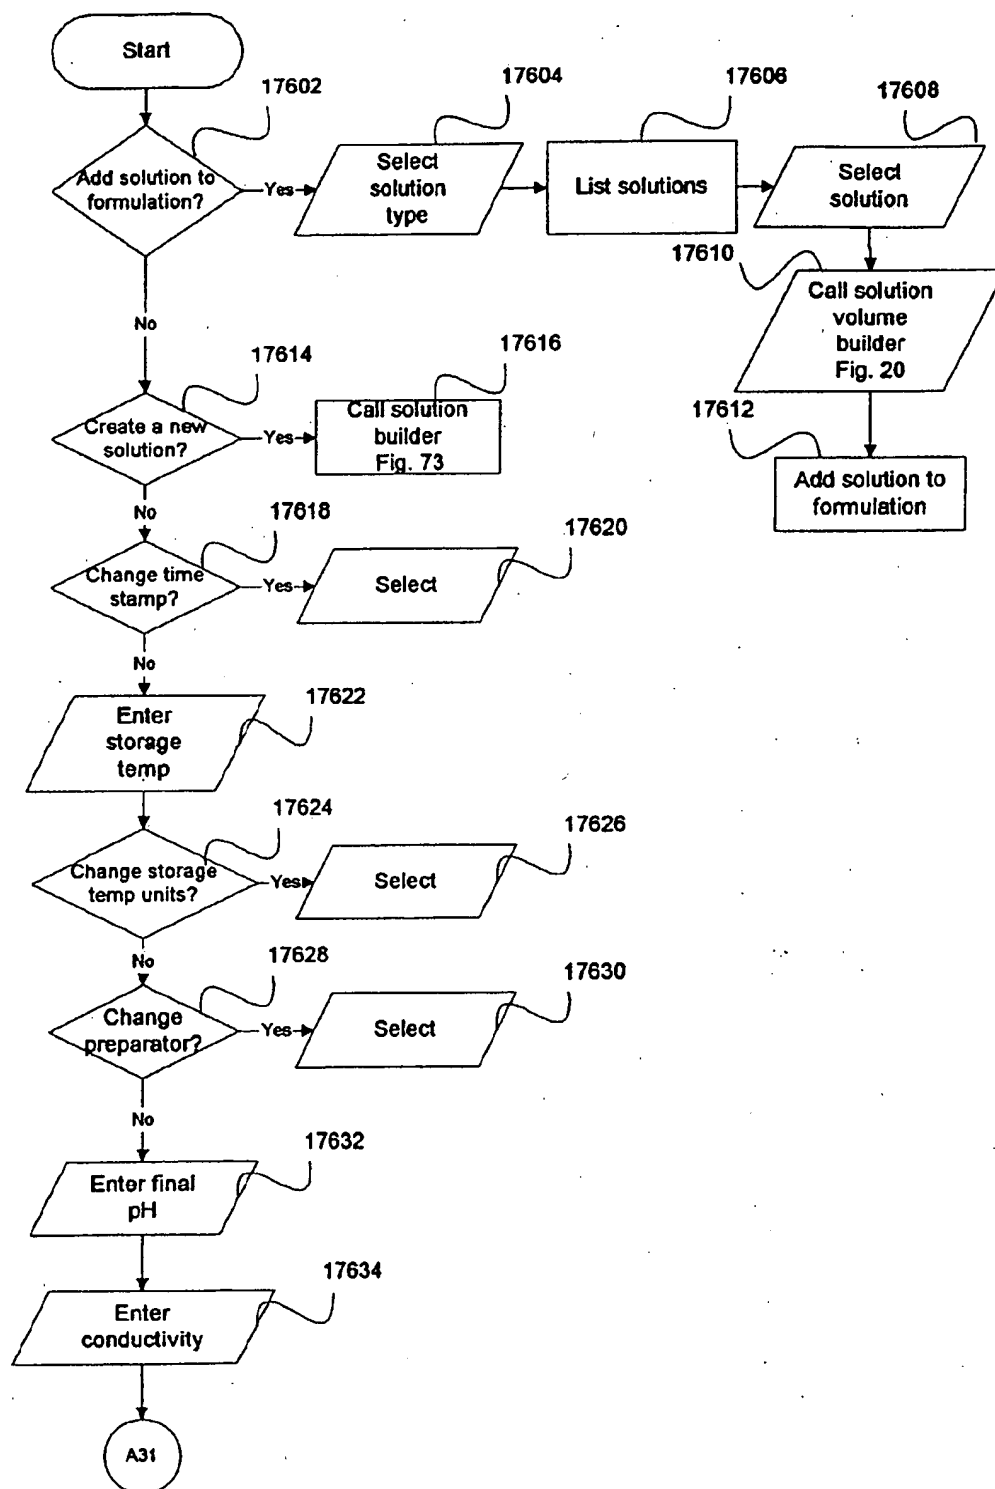 Start
17602
17604
17606
17608
Add solution to
formulation?
Yes
Select
solution
type
List solutions
Select
solution
17610
Call solution
volume
builder
Fig. 20
No
17614
17616
17612
Create a new
solution?
Yes
Call solution
builder
Fig. 73
Add solution to
formulation
No
17618
17620
Change time
stamp?
Yes
Select
No
17622
Enter
storage
temp
17624
17626
Change storage
temp units?
Yes
Select
No
17628
17630
Change
preparator?
Yes
Select
No
17632
Enter final
pH
17634
Enter
conductivity
A31